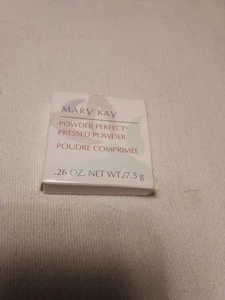 MARY KAY
POWDER PERFECT
PRESSED POWDER
POUDRE COMPRIMÉE
.26 OZ. NET WT./7.5 g